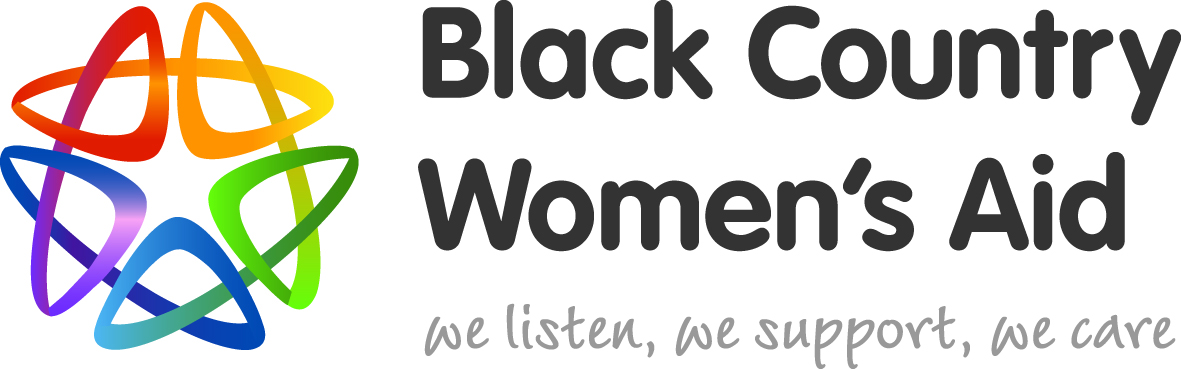 Black Country
Women's Aid
we listen, we support, we care